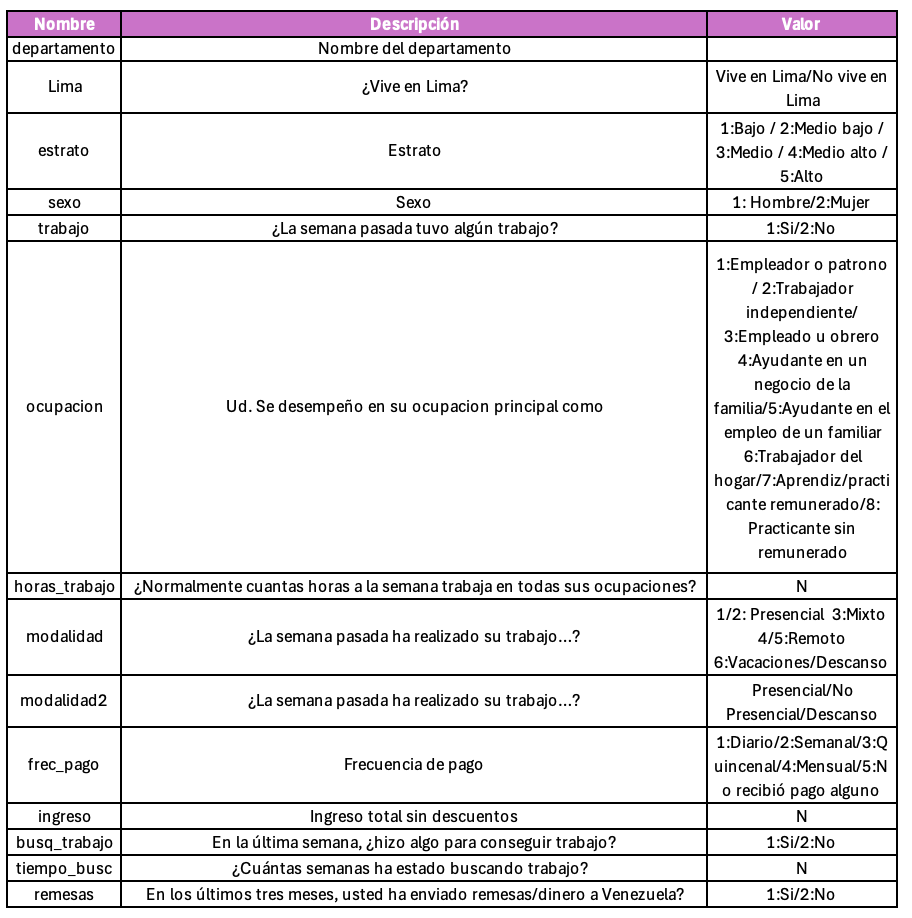 Nombre Descripción Valor
departamento Nombre del departamento
Lima ¿Vive en Lima? Vive en Lima/No vive en
Lima
estrato Estrato 1:Bajo / 2:Medio bajo /
3:Medio / 4:Medio alto /
5:Alto
sexo Sexo 1: Hombre/2:Mujer
trabajo ¿La semana pasada tuvo algún trabajo? 1:Si/2:No
ocupacion Ud. Se desempeño en su ocupacion principal como 1:Empleador o patrono
/ 2:Trabajador
independiente/
3:Empleado u obrero
4:Ayudante en un
negocio de la
familia/5:Ayudante en el
empleo de un familiar
6:Trabajador del
hogar/7:Aprendiz/practi
cante remunerado/8:
Practicante sin
remunerado
horas_trabajo ¿Normalmente cuantas horas a la semana trabaja en todas sus ocupaciones? N
modalidad ¿La semana pasada ha realizado su trabajo...? 1/2: Presencial 3:Mixto
4/5:Remoto
6:Vacaciones/Descanso
modalidad2 ¿La semana pasada ha realizado su trabajo...? Presencial/No
Presencial/Descanso
frec_pago Frecuencia de pago 1:Diario/2:Semanal/3:Q
uincenal/4:Mensual/5:N
o recibió pago alguno
ingreso Ingreso total sin descuentos N
busq_trabajo En la última semana, ¿hizo algo para conseguir trabajo? 1:Si/2:No
tiempo_busc ¿Cuántas semanas ha estado buscando trabajo? N
remesas En los últimos tres meses, usted ha enviado remesas/dinero a Venezuela? 1:Si/2:No